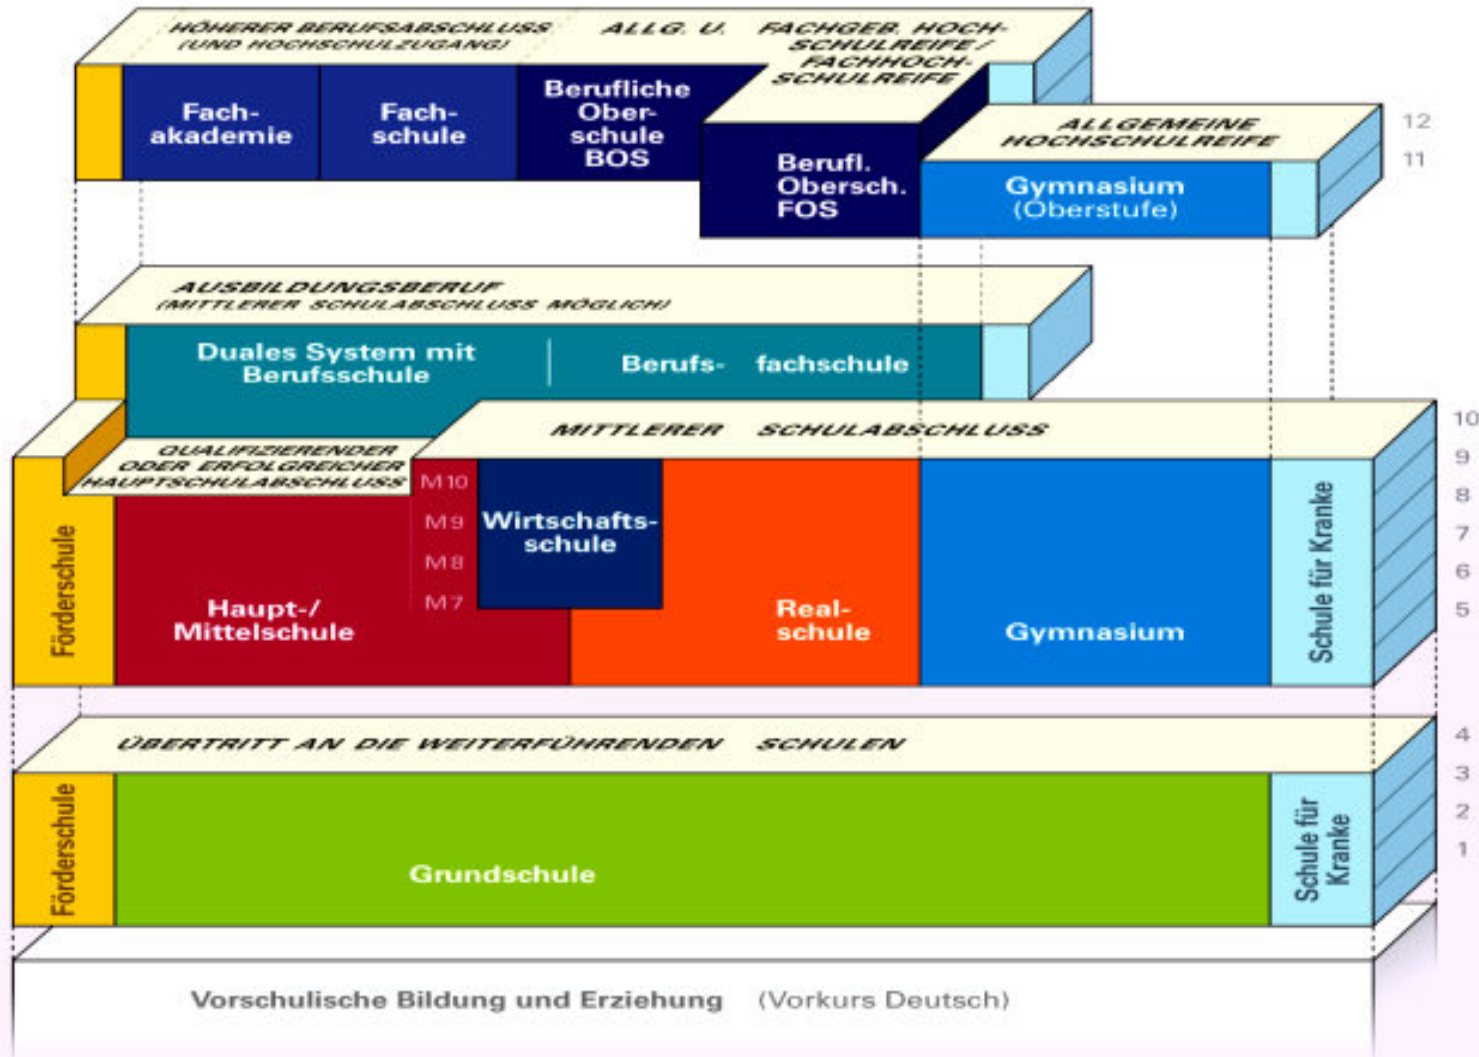 HÖHERER BERUFSABSCHLUSS
(UND HOCHSCHULZUGANG)
ALLG. U. FACHGEB. HOCH-
SCHULREIFE /
FACHHOCH-
SCHULREIFE
Fach-
akademie
Fach-
schule
Berufliche
Ober-
schule
BOS
Berufl.
Obersch.
FOS
ALLGEMEINE
HOCHSCHULREIFE
Gymnasium
(Oberstufe)
12
11
AUSBILDUNGSBERUF
(MITTLERER SCHULABSCHLUSS MÖGLICH)
Duales System mit
Berufsschule
Berufs- fachschule
QUALIFIZIERENDER
ODER ERFOLGREICHER
HAUPTSCHULABSCHLUSS
MITTLERER SCHULABSCHLUSS
10
9
8
7
6
5
Förderschule
Haupt-/
Mittelschule
M10
M9
M8
M7
Wirtschafts-
schule
Real-
schule
Gymnasium
Schule für Kranke
ÜBERTRITT AN DIE WEITERFÜHRENDEN SCHULEN
4
3
2
1
Förderschule
Grundschule
Schule für
Kranke
Vorschulische Bildung und Erziehung (Vorkurs Deutsch)